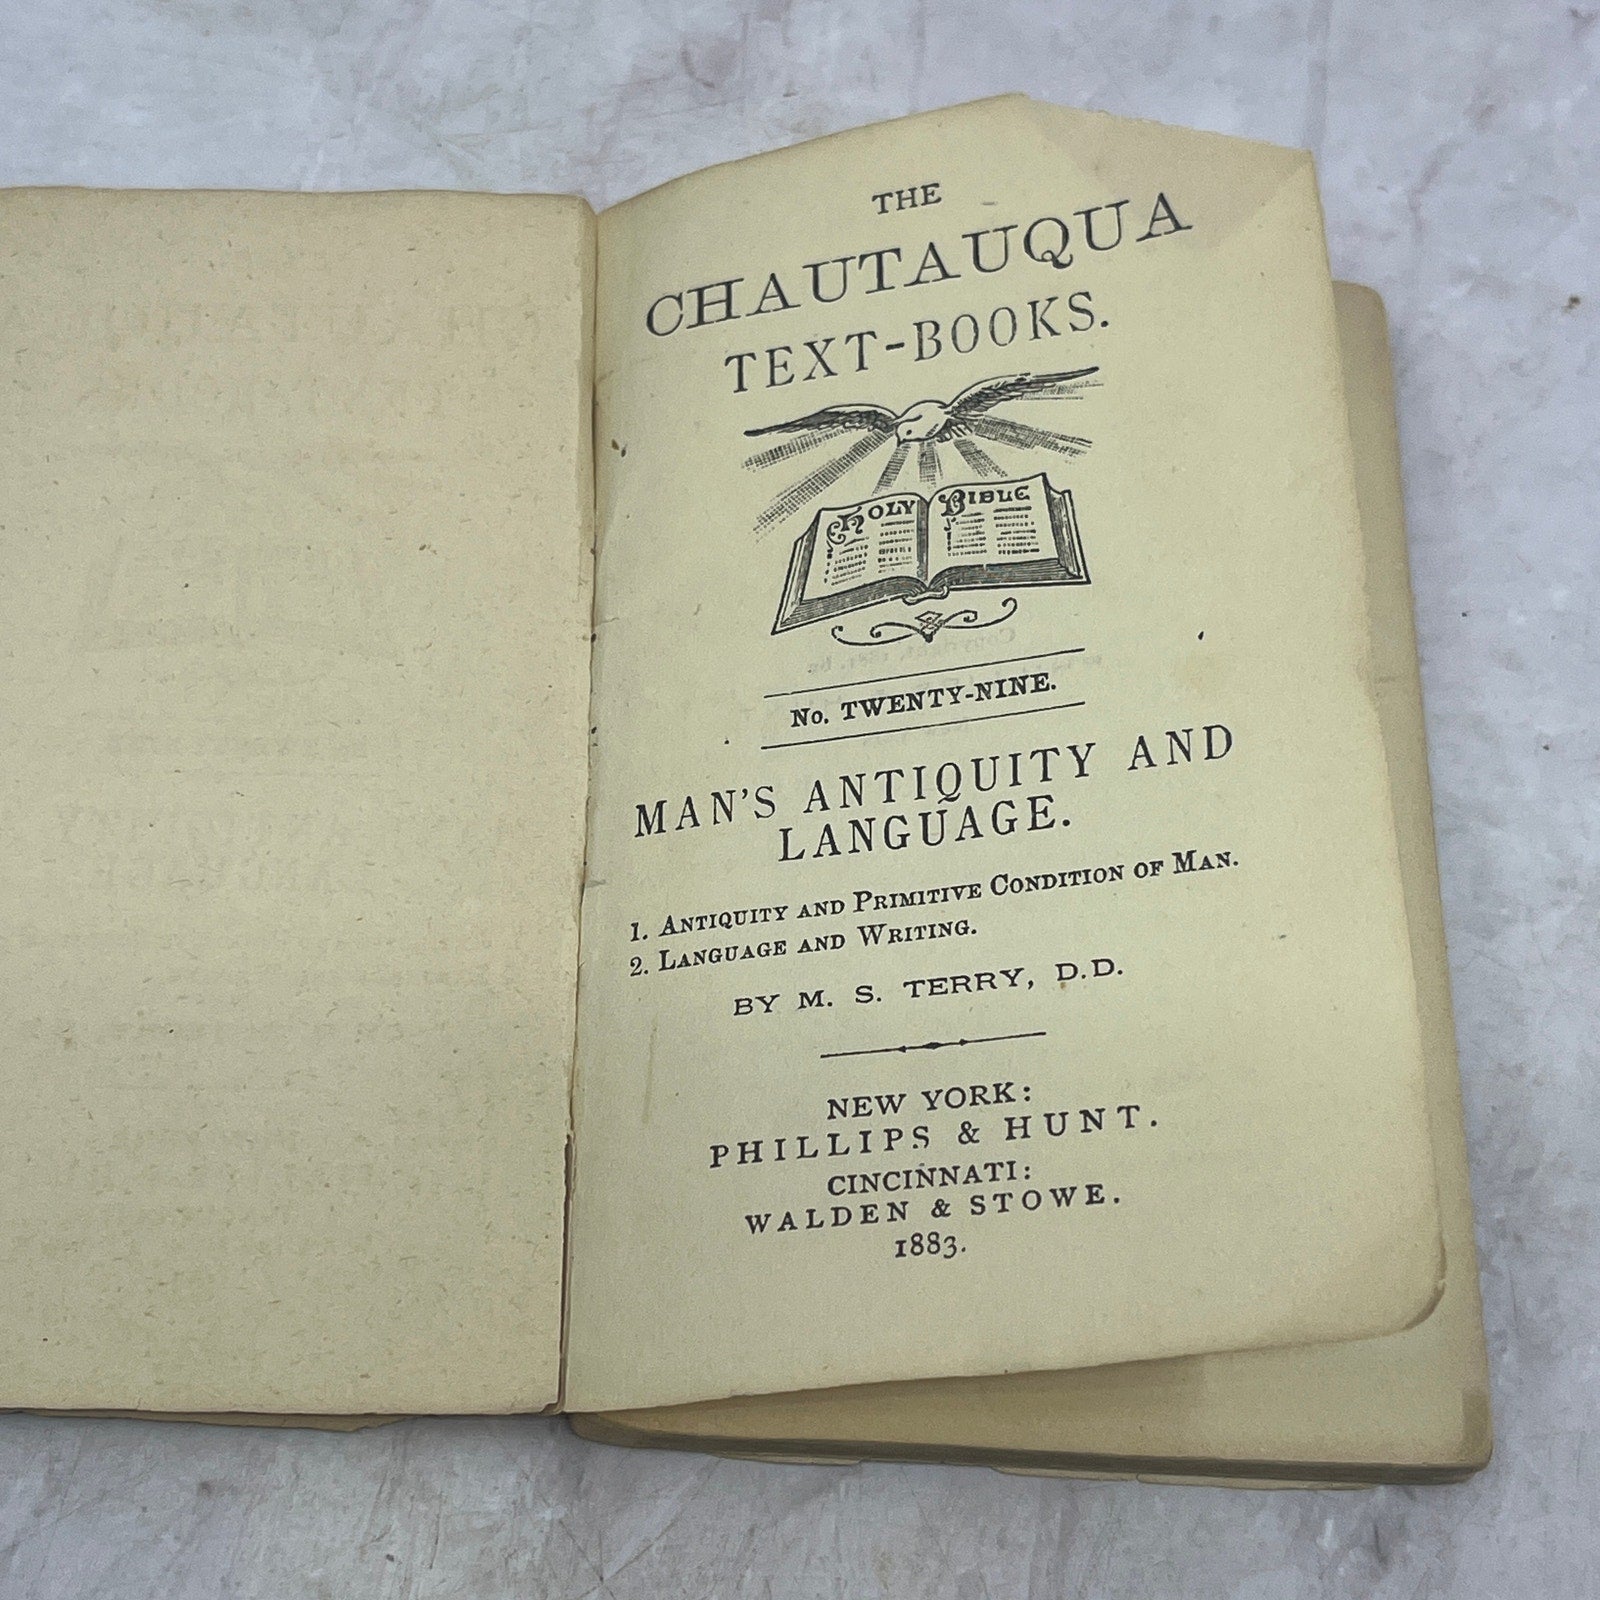 THE
CHAUTAUQUA
TEXT-BOOKS.
HOLY BIBLE
No. TWENTY-NINE.
MAN'S ANTIQUITY AND
LANGUAGE.
1. ANTIQUITY AND PRIMITIVE CONDITION OF MAN.
2. LANGUAGE AND WRITING.
BY M. S. TERRY, D.D.
NEW YORK:
PHILLIPS & HUNT.
CINCINNATI:
WALDEN & STOWE.
1883.